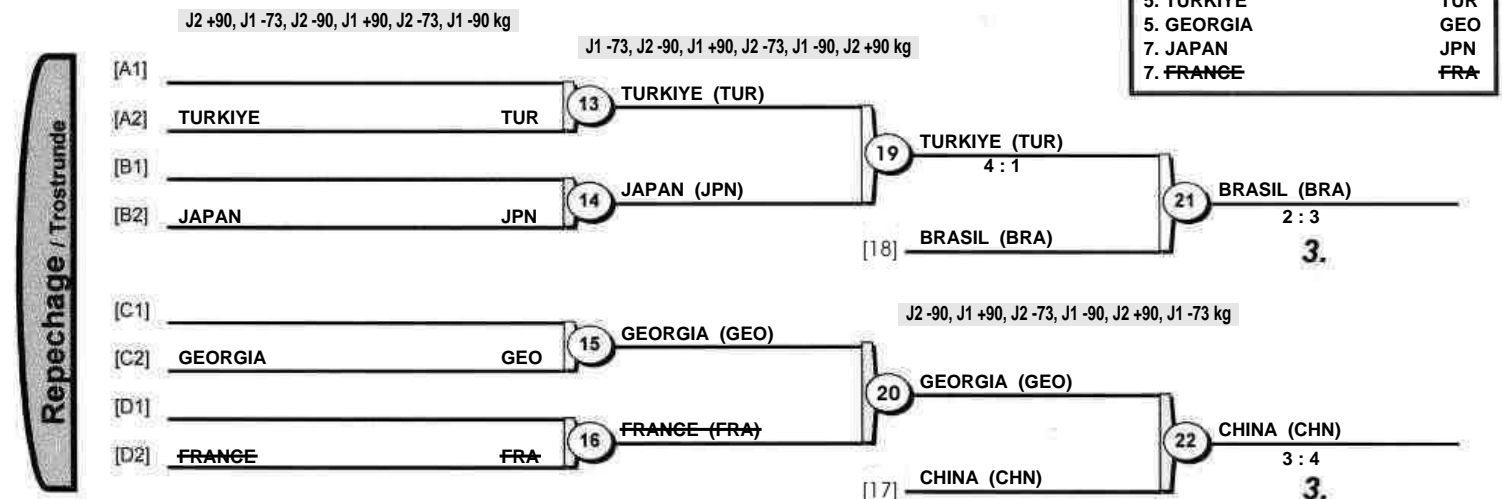 5. TURKIYE TUR
5. GEORGIA GEO
7. JAPAN JPN
7. FRANCE FRA
J2 +90, J1 -73, J2 -90, J1 +90, J2 -73, J1 -90 kg
J1 -73, J2 -90, J1 +90, J2 -73, J1 -90, J2 +90 kg
Repechage / Trostrunde
[A1]
13 TURKIYE (TUR)
[A2] TURKIYE TUR
19 TURKIYE (TUR)
4 : 1
[B1]
14 JAPAN (JPN)
21 BRASIL (BRA)
2 : 3
[B2] JAPAN JPN
[18] BRASIL (BRA)
3.
[C1]
J2 -90, J1 +90, J2 -73, J1 -90, J2 +90, J1 -73 kg
15 GEORGIA (GEO)
[C2] GEORGIA GEO
20 GEORGIA (GEO)
[D1]
16 FRANCE (FRA)
22 CHINA (CHN)
3 : 4
[D2] FRANCE FRA
[17] CHINA (CHN)
3.